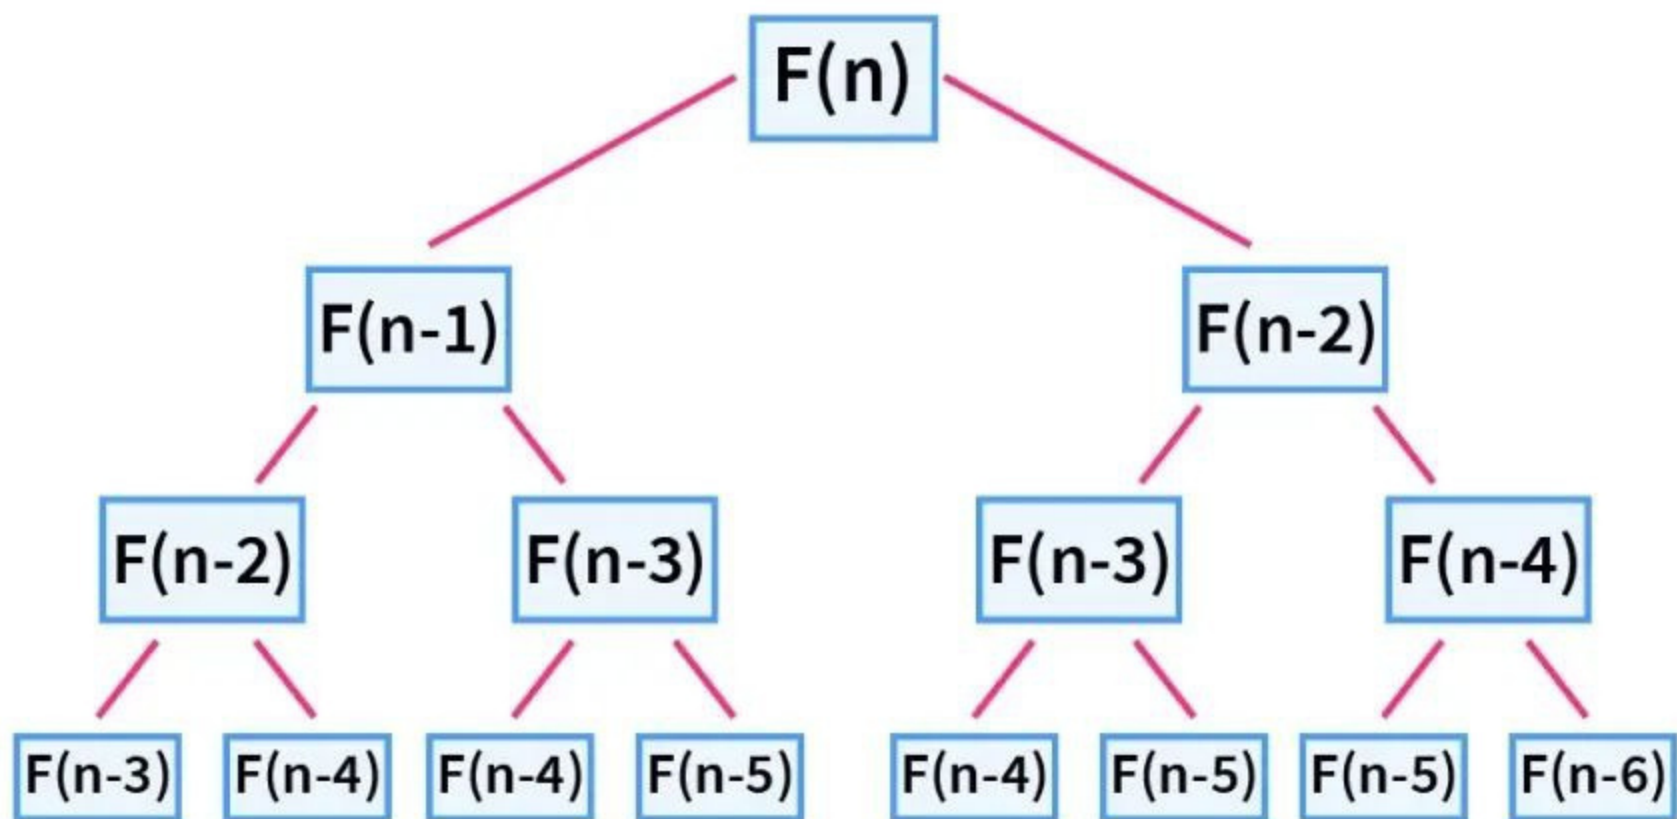 F(n)
F(n-1) F(n-2)
F(n-2) F(n-3) F(n-3) F(n-4)
F(n-3) F(n-4) F(n-4) F(n-5) F(n-4) F(n-5) F(n-5) F(n-6)